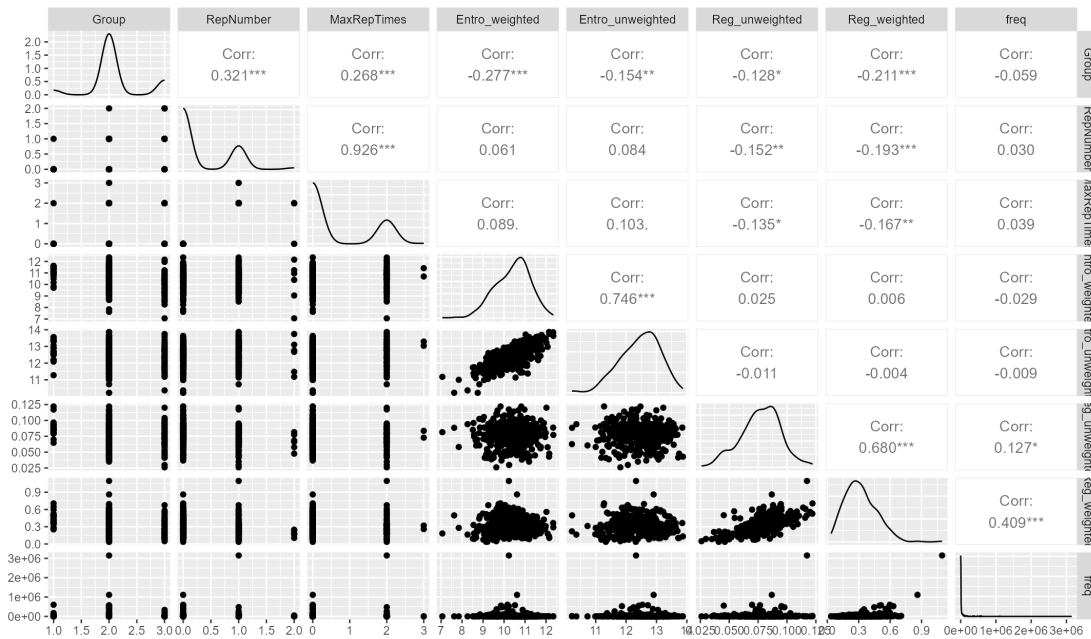 Group RepNumber MaxRepTimes Entro_weighted Entro_unweighted Reg_unweighted Reg_weighted freq
2.0
1.5
1.0
0.5
0.0
Corr: Corr: Corr: Corr: Corr: Corr: Corr:
0.321*** 0.268*** -0.277*** -0.154** -0.128* -0.211*** -0.059
Group
2.0
1.5
1.0
0.5
0.0
Corr: Corr: Corr: Corr: Corr: Corr:
0.926*** 0.061 0.084 -0.152** -0.193*** 0.030
RepNumber
3
2
1
0
Corr: Corr: Corr: Corr: Corr:
0.089. 0.103. -0.135* -0.167** 0.039
MaxRepTime
12
11
10
9
8
7
Corr: Corr: Corr: Corr:
0.746*** 0.025 0.006 -0.029
ntro_weighte
14
13
12
11
Corr: Corr: Corr:
-0.011 -0.004 -0.009
ro_unweight
0.125
0.100
0.075
0.050
0.025
Corr: Corr:
0.680*** 0.127*
eg_unweight
0.9
0.6
0.3
0.0
Corr:
0.409***
Reg_weighted
3e+06
2e+06
1e+06
0e+00
freq
1.0 1.5 2.0 2.5 3.0 0.0 0.5 1.0 1.5 2.0 0 1 2 3 7 8 9 10 11 12 11 12 13 14 0.025 0.050 0.075 0.100 0.125 0.0 0.3 0.6 0.9 0e+00 1e+06 2e+06 3e+06